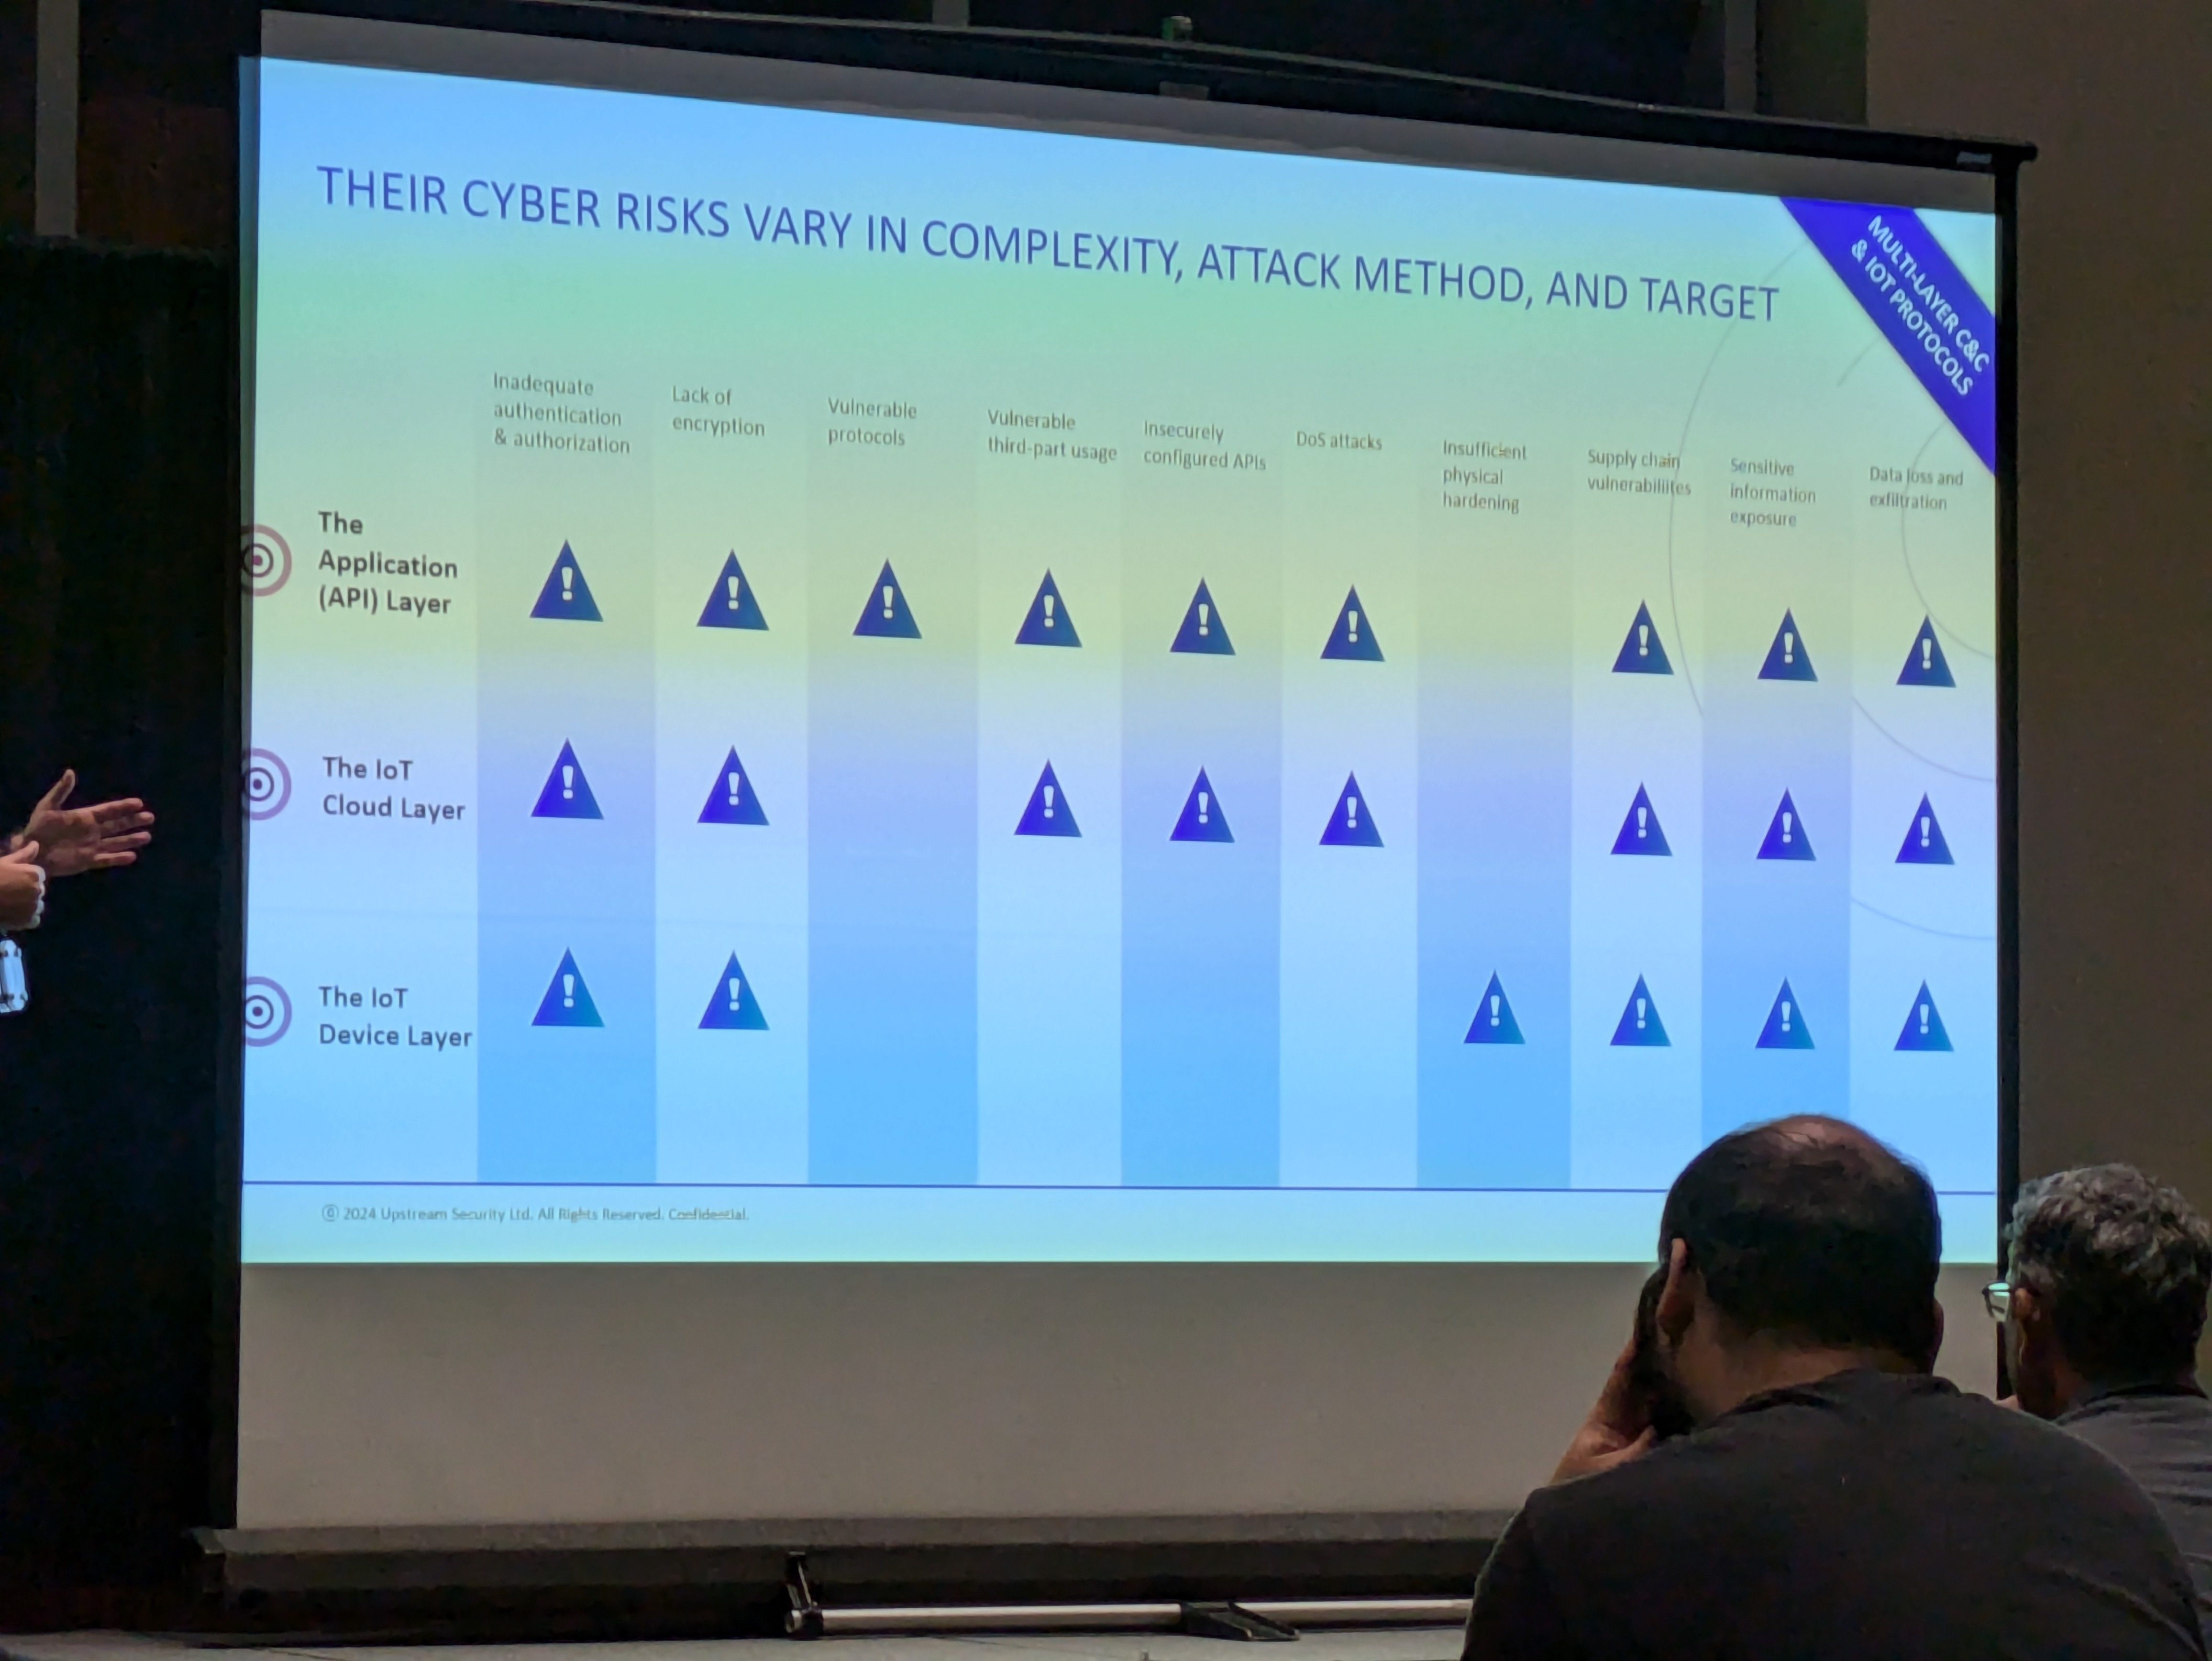 THEIR CYBER RISKS VARY IN COMPLEXITY, ATTACK METHOD, AND TARGET
MULTI-LAYER C&C
& IOT PROTOCOLS
Inadequate
authentication
& authorization
Lack of
encryption
Vulnerable
protocols
Vulnerable
third-part usage
Insecurely
configured APIs
DoS attacks
Insufficient
physical
hardening
Supply chain
vulnerabiliites
Sensitive
information
exposure
Data loss and
exfiltration
The
Application
(API) Layer
! ! ! ! ! ! ! ! !
The IoT
Cloud Layer
! ! ! ! ! ! ! !
The IoT
Device Layer
! ! ! ! ! !
© 2024 Upstream Security Ltd. All Rights Reserved. Confidential.